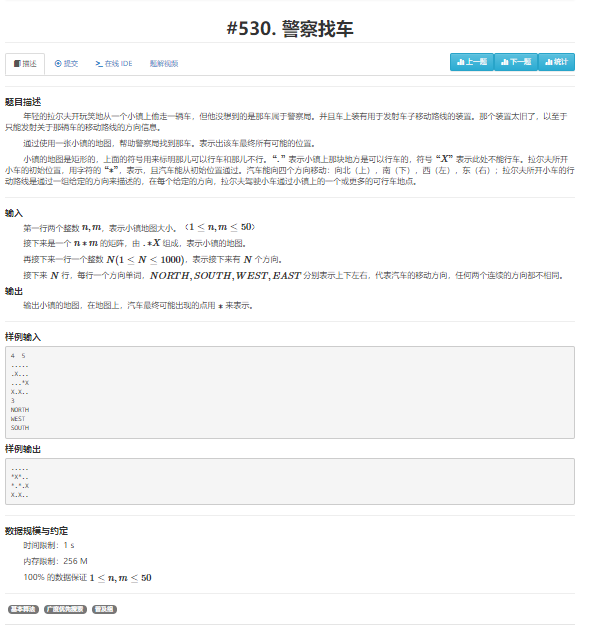 #530. 警察找车
描述
提交
在线 IDE
题解视频
上一题
下一题
统计
题目描述
年轻的拉尔夫开玩笑地从一个小镇上偷走一辆车，但他没想到的是那车属于警察局。并且车上装有用于发射车子移动路线的装置。那个装置太旧了，以至于
只能发射关于那辆车的移动路线的方向信息。
通过使用一张小镇的地图，帮助警察局找到那车。表示出该车最终所有可能的位置。
小镇的地图是矩形的，上面的符号用来标明那儿可以行车和那儿不行。“.” 表示小镇上那块地方是可以行车的，符号 “X” 表示此处不能行车。拉尔夫所开
小车的初始位置，用字符的 “*”，表示，且汽车能从初始位置通过。汽车能向四个方向移动：向北（上），南（下），西（左），东（右）；拉尔夫所开小车的行
动路线是通过一组给定的方向来描述的，在每个给定的方向，拉尔夫驾驶小车通过小镇上的一个或更多的可行车地点。
输入
第一行两个整数 n,m，表示小镇地图大小。（1 ≤ n,m ≤ 50）
接下来是一个 n*m 的矩阵，由 .*X 组成，表示小镇的地图。
再接下来一行一个整数 N(1 ≤ N ≤ 1000)，表示接下来有 N 个方向。
接下来 N 行，每行一个方向单词，NORTH,SOUTH,WEST,EAST 分别表示上下左右，代表汽车的移动方向，任何两个连续的方向都不相同。
输出
输出小镇的地图，在地图上，汽车最终可能出现的点用 * 来表示。
样例输入
4 5
.....
.X...
...*X
X.X..
3
NORTH
WEST
SOUTH
样例输出
.....
*X*..
*.*.X
X.X..
数据规模与约定
时间限制：1 s
内存限制：256 M
100% 的数据保证 1 ≤ n,m ≤ 50
基本算法
广度优先搜索
普及组